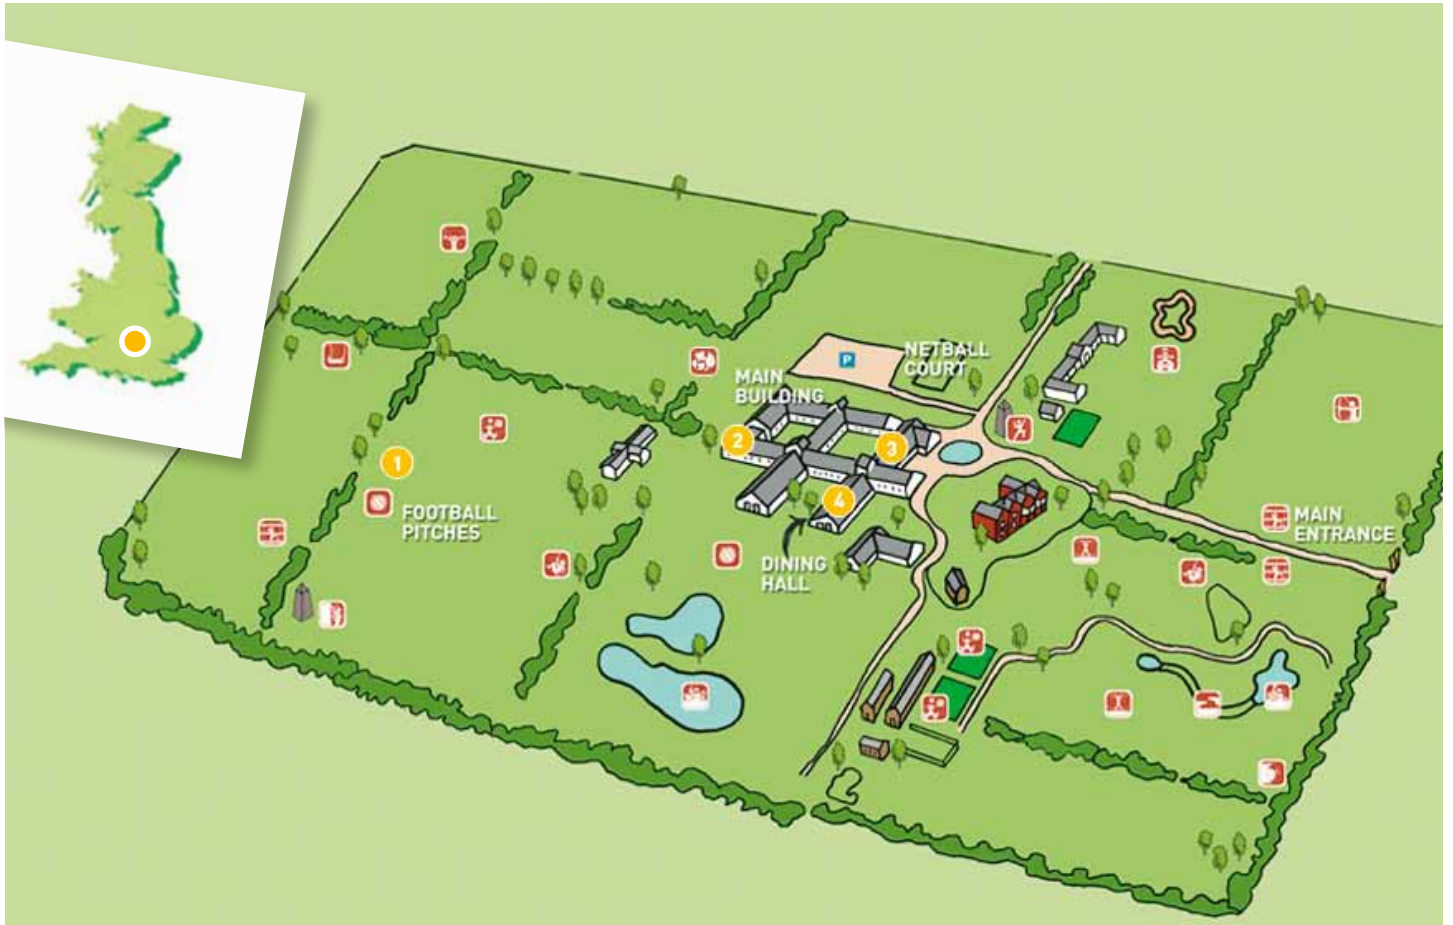 P
NETBALL
COURT
MAIN
BUILDING
2
3
1
4
FOOTBALL
PITCHES
MAIN
ENTRANCE
DINING
HALL